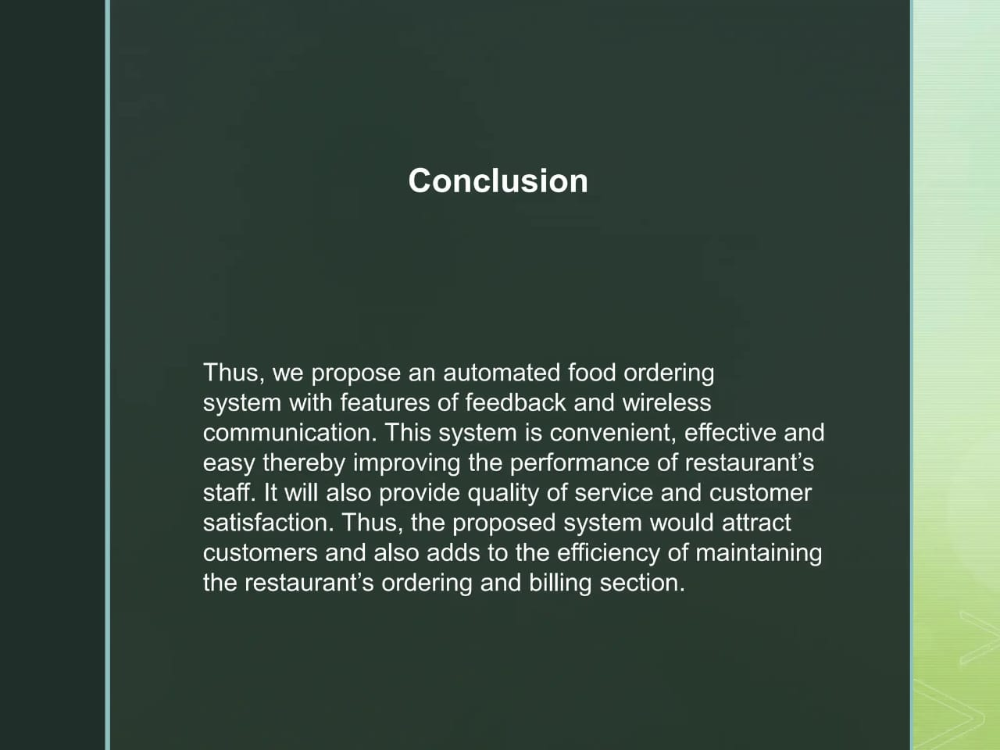 Conclusion
Thus, we propose an automated food ordering
system with features of feedback and wireless
communication. This system is convenient, effective and
easy thereby improving the performance of restaurant’s
staff. It will also provide quality of service and customer
satisfaction. Thus, the proposed system would attract
customers and also adds to the efficiency of maintaining
the restaurant’s ordering and billing section.